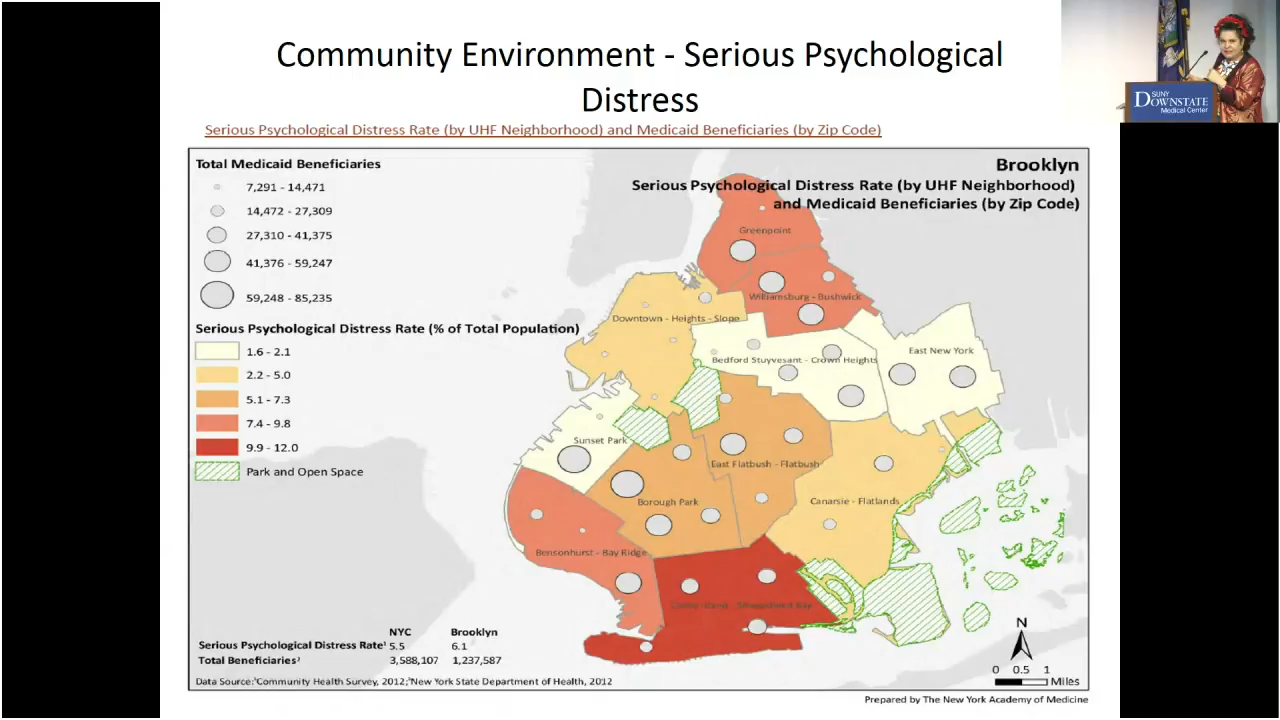 Community Environment - Serious Psychological
Distress
SUNY
DOWNSTATE
Medical Center
Serious Psychological Distress Rate (by UHF Neighborhood) and Medicaid Beneficiaries (by Zip Code)
Total Medicaid Beneficiaries
7,291 - 14,471
14,472 - 27,309
27,310 - 41,375
41,376 - 59,247
59,248 - 85,235
Serious Psychological Distress Rate (% of Total Population)
1.6 - 2.1
2.2 - 5.0
5.1 - 7.3
7.4 - 9.8
9.9 - 12.0
Park and Open Space
Brooklyn
Serious Psychological Distress Rate (by UHF Neighborhood)
and Medicaid Beneficiaries (by Zip Code)
Greenpoint
Williamsburg - Bushwick
Downtown - Heights - Slope
Bedford Stuyvesant - Crown Heights
East New York
Sunset Park
East Flatbush - Flatbush
Borough Park
Canarsie - Flatlands
Bensonhurst - Bay Ridge
Coney Island - Sheepshead Bay
NYC Brooklyn
Serious Psychological Distress Rate¹ 5.5 6.1
Total Beneficiaries² 3,588,107 1,237,587
Data Source:¹Community Health Survey, 2012;²New York State Department of Health, 2012
N
0 0.5 1
Miles
Prepared by The New York Academy of Medicine